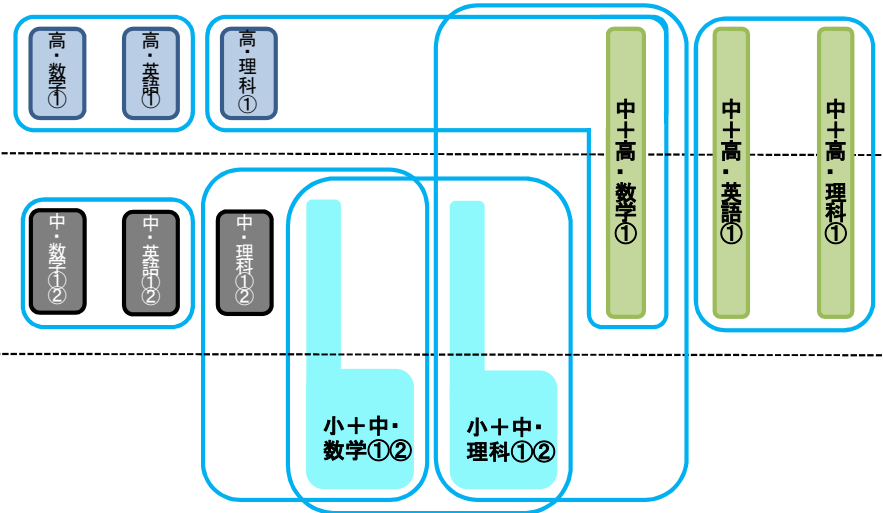 高・数学①
高・英語①
高・理科①
中＋高・数学①
中＋高・英語①
中＋高・理科①
中・数学①②
中・英語①②
中・理科①②
小＋中・
数学①②
小＋中・
理科①②